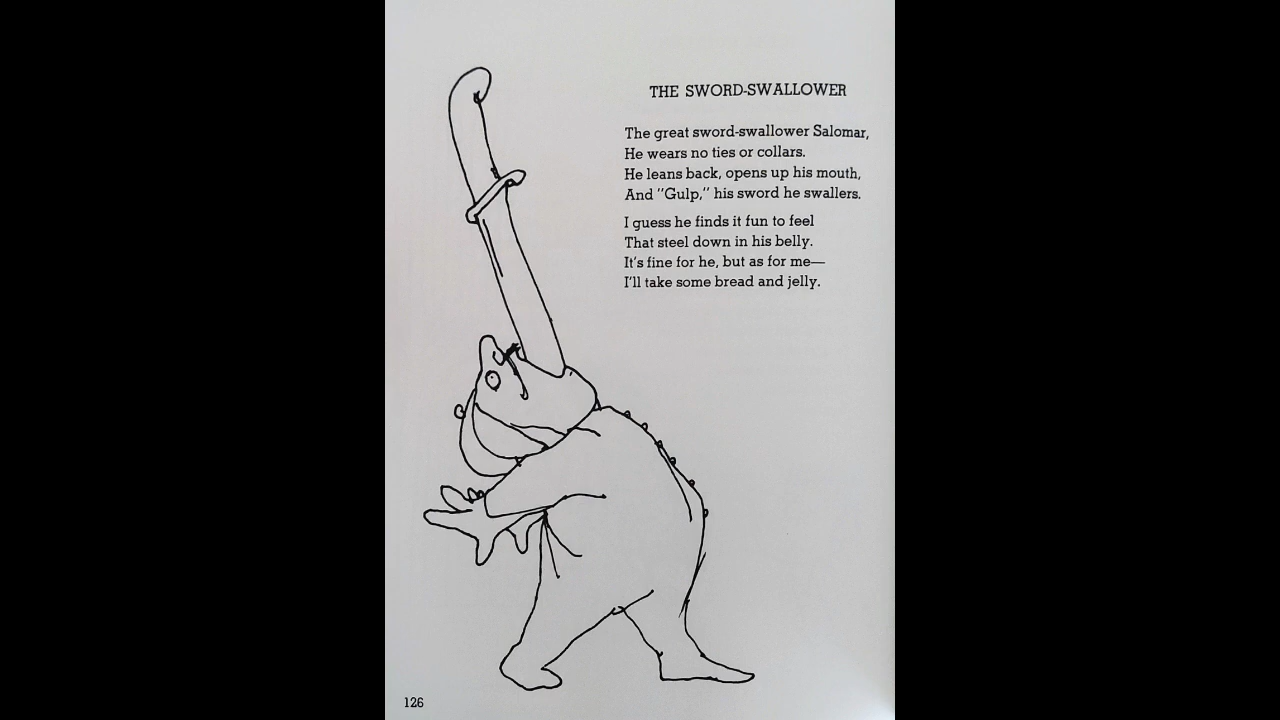 THE SWORD-SWALLOWER
The great sword-swallower Salomar,
He wears no ties or collars.
He leans back, opens up his mouth,
And "Gulp," his sword he swallers.
I guess he finds it fun to feel
That steel down in his belly.
It's fine for he, but as for me—
I'll take some bread and jelly.
126